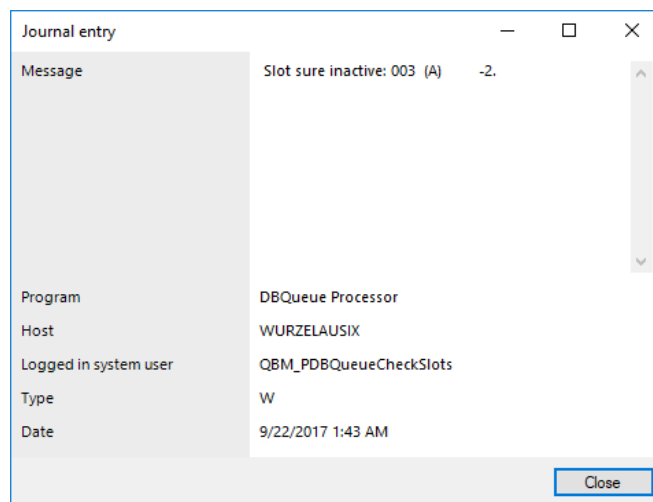 Journal entry
Message Slot sure inactive: 003 (A) -2.
Program DBQueue Processor
Host WURZELAUSIX
Logged in system user QBM_PDBQueueCheckSlots
Type W
Date 9/22/2017 1:43 AM
Close